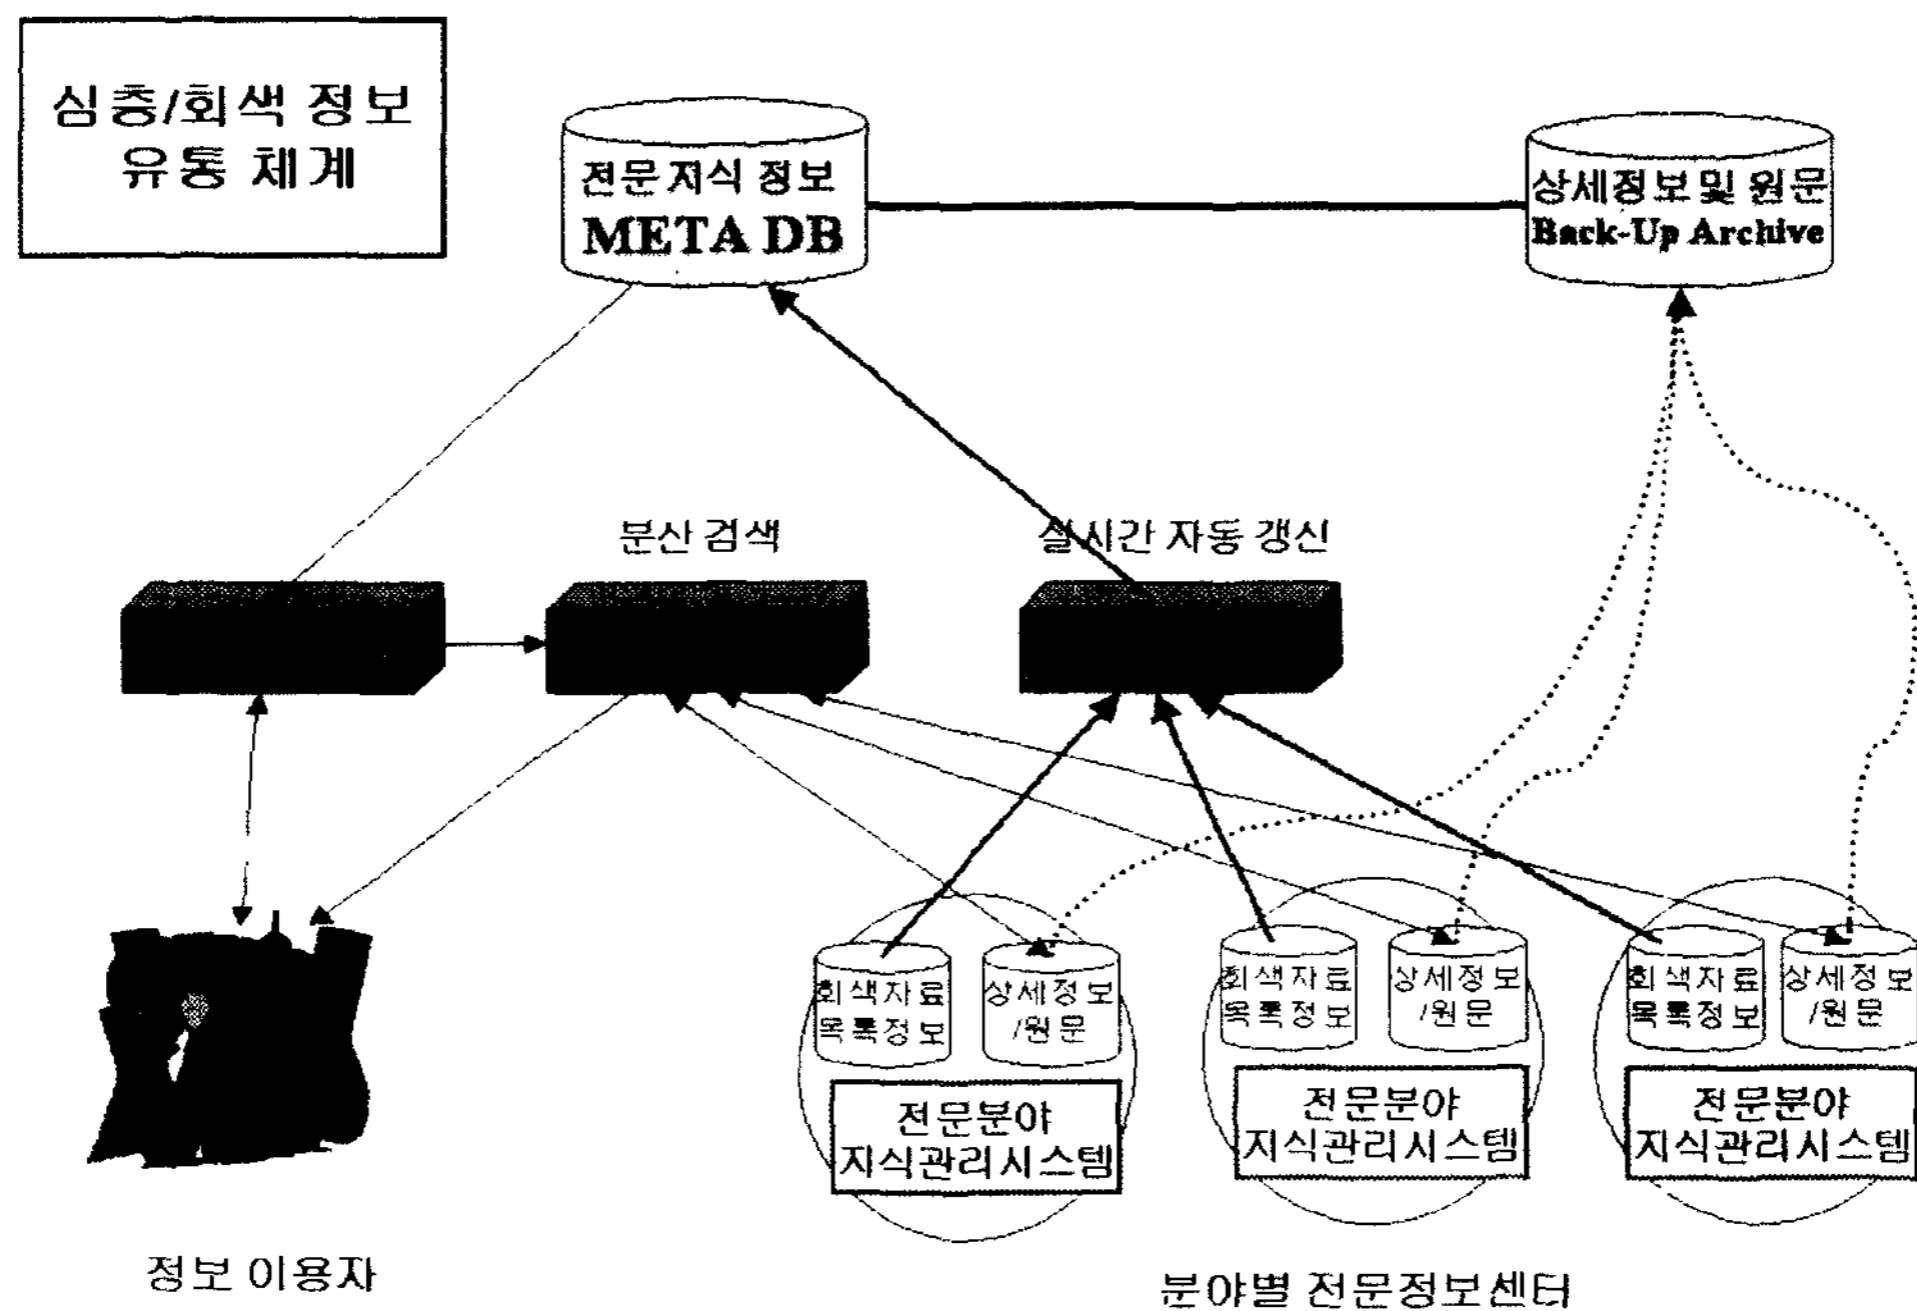 심층/회색 정보
유통 체계
전문지식 정보
META DB
상세정보및 원문
Back-Up Archive
분산 검색
실시간 자동 갱신
회색자료
목록정보
상세정보
/원문
전문분야
지식관리시스템
회색자료
목록정보
상세정보
/원문
전문분야
지식관리시스템
회색자료
목록정보
상세정보
/원문
전문분야
지식관리시스템
정보 이용자
분야별 전문정보센터